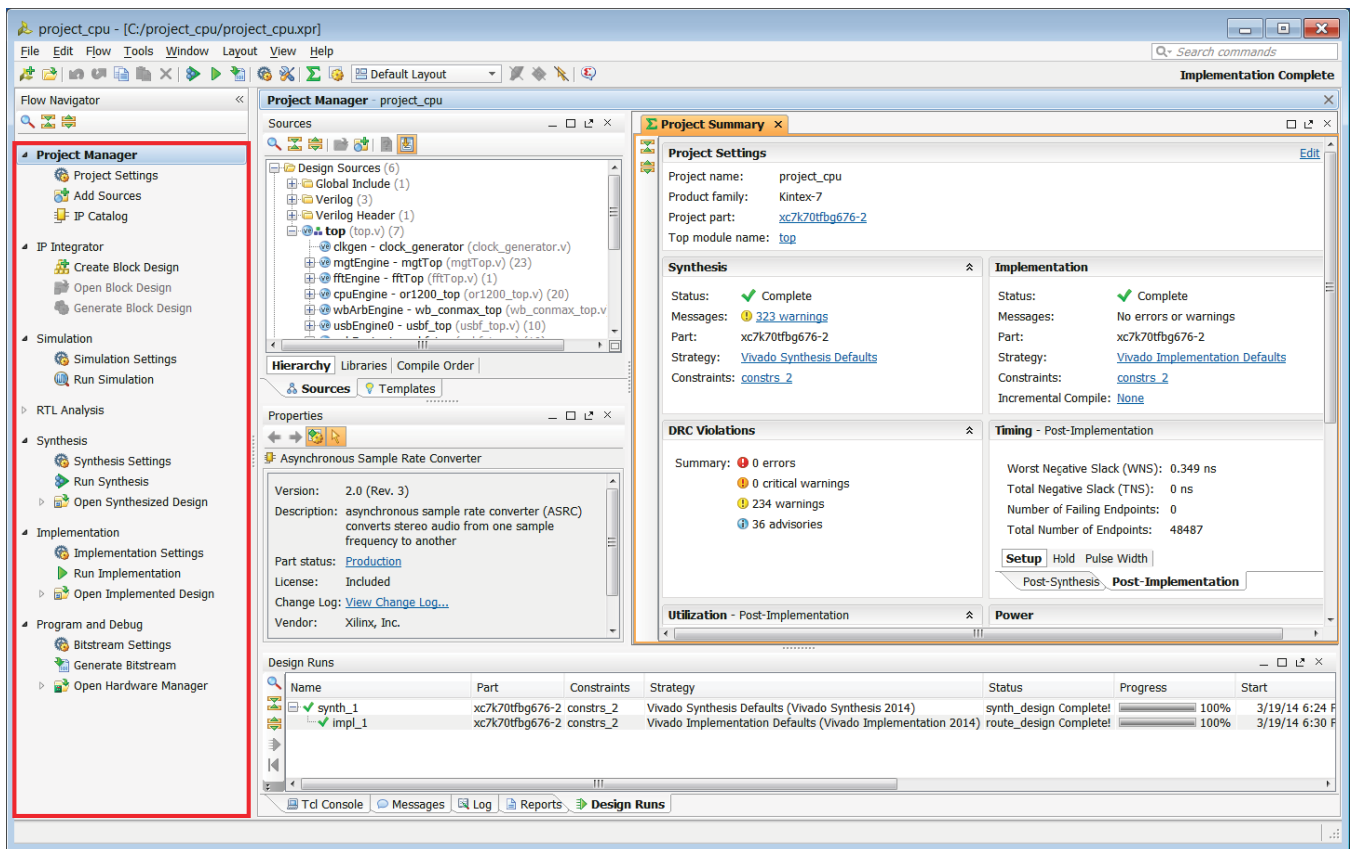 project_cpu - [C:/project_cpu/project_cpu.xpr]
File Edit Flow Tools Window Layout View Help
Search commands
Default Layout
Implementation Complete
Flow Navigator
Project Manager
Project Settings
Add Sources
IP Catalog
IP Integrator
Create Block Design
Open Block Design
Generate Block Design
Simulation
Simulation Settings
Run Simulation
RTL Analysis
Synthesis
Synthesis Settings
Run Synthesis
Open Synthesized Design
Implementation
Implementation Settings
Run Implementation
Open Implemented Design
Program and Debug
Bitstream Settings
Generate Bitstream
Open Hardware Manager
Project Manager - project_cpu
Sources
Design Sources (6)
Global Include (1)
Verilog (3)
Verilog Header (1)
top (top.v) (7)
clkgen - clock_generator (clock_generator.v)
mgtEngine - mgtTop (mgtTop.v) (23)
fftEngine - fftTop (fftTop.v) (1)
cpuEngine - or1200_top (or1200_top.v) (20)
wbArbEngine - wb_conmax_top (wb_conmax_top.v
usbEngine0 - usbf_top (usbf_top.v) (10)
Hierarchy Libraries Compile Order
Sources Templates
Properties
Asynchronous Sample Rate Converter
Version: 2.0 (Rev. 3)
Description: asynchronous sample rate converter (ASRC)
converts stereo audio from one sample
frequency to another
Part status: Production
License: Included
Change Log: View Change Log...
Vendor: Xilinx, Inc.
Project Summary
Project Settings Edit
Project name: project_cpu
Product family: Kintex-7
Project part: xc7k70tfbg676-2
Top module name: top
Synthesis
Status: Complete
Messages: 323 warnings
Part: xc7k70tfbg676-2
Strategy: Vivado Synthesis Defaults
Constraints: constrs_2
Implementation
Status: Complete
Messages: No errors or warnings
Part: xc7k70tfbg676-2
Strategy: Vivado Implementation Defaults
Constraints: constrs_2
Incremental Compile: None
DRC Violations
Summary: 0 errors
0 critical warnings
234 warnings
36 advisories
Timing - Post-Implementation
Worst Negative Slack (WNS): 0.349 ns
Total Negative Slack (TNS): 0 ns
Number of Failing Endpoints: 0
Total Number of Endpoints: 48487
Setup Hold Pulse Width
Post-Synthesis Post-Implementation
Utilization - Post-Implementation
Power
Design Runs
Name Part Constraints Strategy Status Progress Start
synth_1 xc7k70tfbg676-2 constrs_2 Vivado Synthesis Defaults (Vivado Synthesis 2014) synth_design Complete! 100% 3/19/14 6:24 P
impl_1 xc7k70tfbg676-2 constrs_2 Vivado Implementation Defaults (Vivado Implementation 2014) route_design Complete! 100% 3/19/14 6:30 P
Tcl Console Messages Log Reports Design Runs